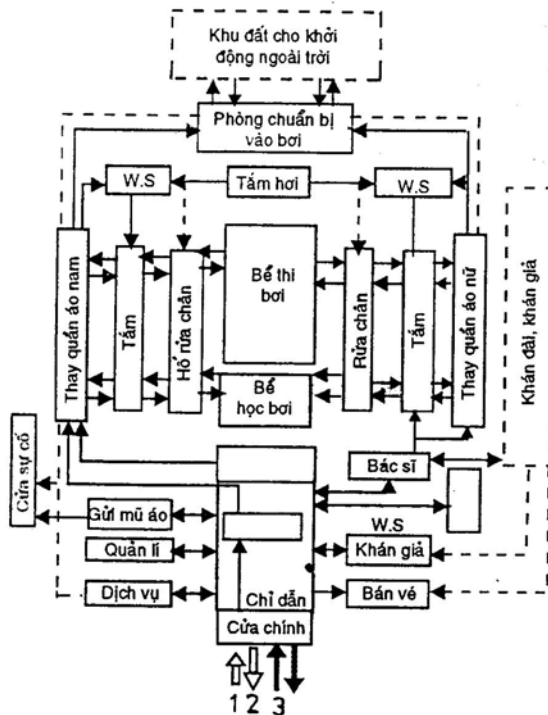 Khu đất cho khởi
động ngoài trời
Phòng chuẩn bị
vào bơi
W.S
Tắm hơi
W.S
Thay quần áo nam
Tắm
Hố rửa chân
Bể thi
bơi
Rửa chân
Tắm
Thay quần áo nữ
Khán đài, khán giả
Bể
học bơi
Cửa sự cố
Bác sĩ
Gửi mũ áo
W.S
Quản lí
Khán giả
Dịch vụ
Chỉ dẫn
Bán vé
Cửa chính
1 2 3